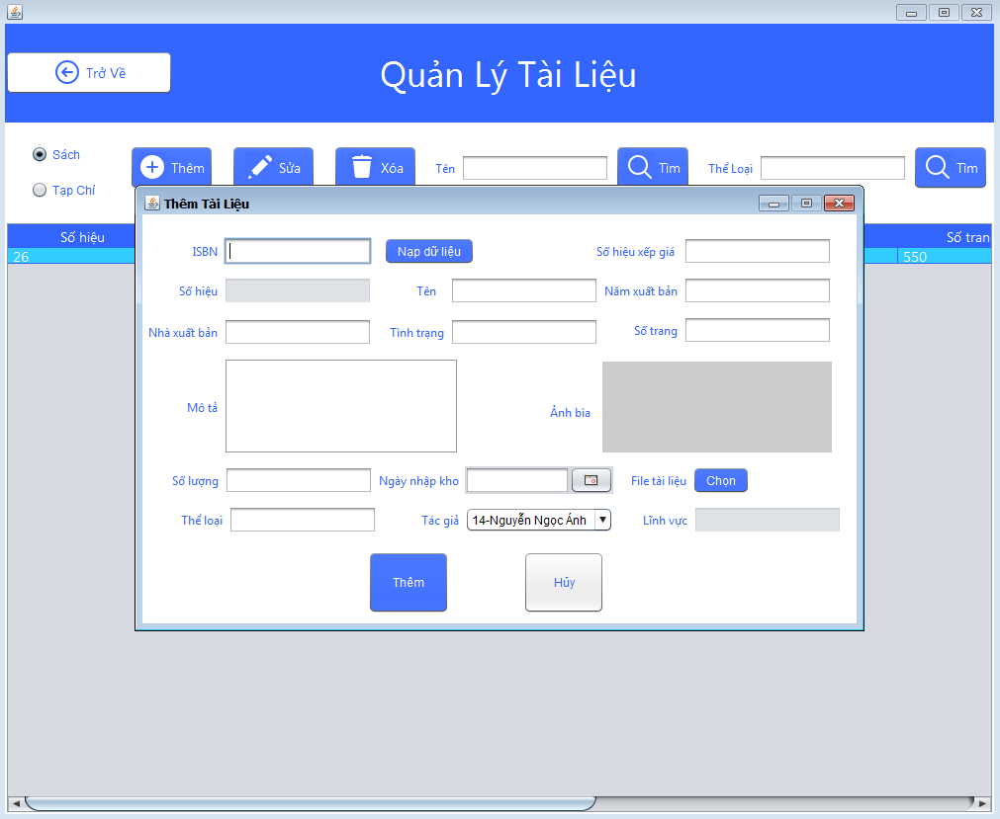 Trở Về
Quản Lý Tài Liệu
Sách
Tạp Chí
Thêm Sửa Xóa Tên Tìm Thể Loại Tìm
Số hiệu Số tran
26 550
Thêm Tài Liệu
ISBN Nạp dữ liệu Số hiệu xếp giá
Số hiệu Tên Năm xuất bản
Nhà xuất bản Tình trạng Số trang
Mô tả Ảnh bìa
Số lượng Ngày nhập kho File tài liệu Chọn
Thể loại Tác giả 14-Nguyễn Ngọc Ánh Lĩnh vực
Thêm Hủy